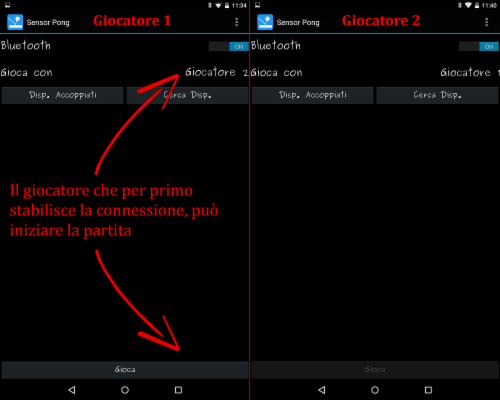 11:34
Sensor Pong
Giocatore 1
Bluetooth
ON
Gioca con
Giocatore 2
Disp. Accoppiati
Cerca Disp.
Il giocatore che per primo
stabilisce la connessione, può
iniziare la partita
Gioca
11:40
Sensor Pong
Giocatore 2
Bluetooth
ON
Gioca con
Giocatore 1
Disp. Accoppiati
Cerca Disp.
Gioca